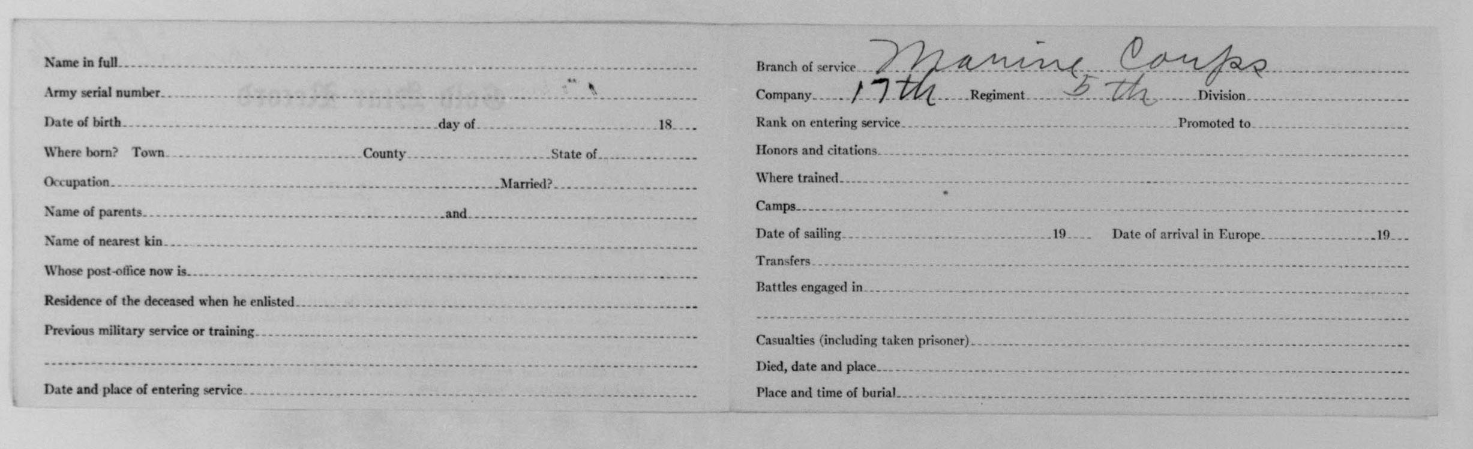 Name in full
Army serial number
Date of birth day of 18
Where born? Town County State of
Occupation Married?
Name of parents and
Name of nearest kin
Whose post-office now is
Residence of the deceased when he enlisted
Previous military service or training
Date and place of entering service
Branch of service Marine Corps
Company 17th Regiment 5th Division
Rank on entering service Promoted to
Honors and citations
Where trained
Camps
Date of sailing 19 Date of arrival in Europe 19
Transfers
Battles engaged in
Casualties (including taken prisoner)
Died, date and place
Place and time of burial